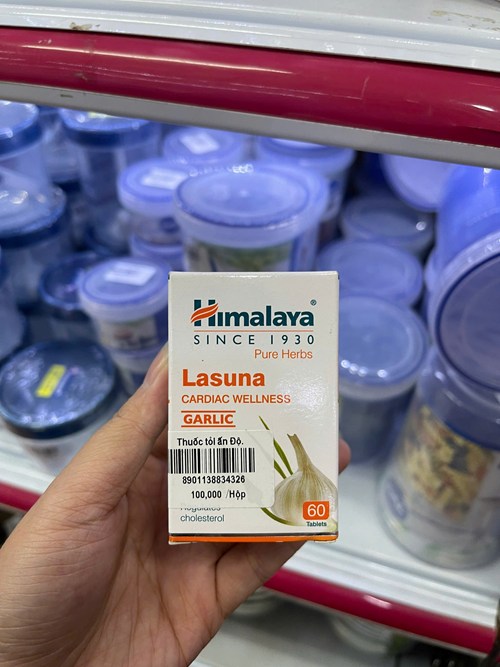 Himalaya®
SINCE 1930
Pure Herbs
Lasuna
CARDIAC WELLNESS
GARLIC
Thuốc tỏi ấn Độ.
8901138834326
100,000 /Hộp
Regulates
cholesterol
60
Tablets